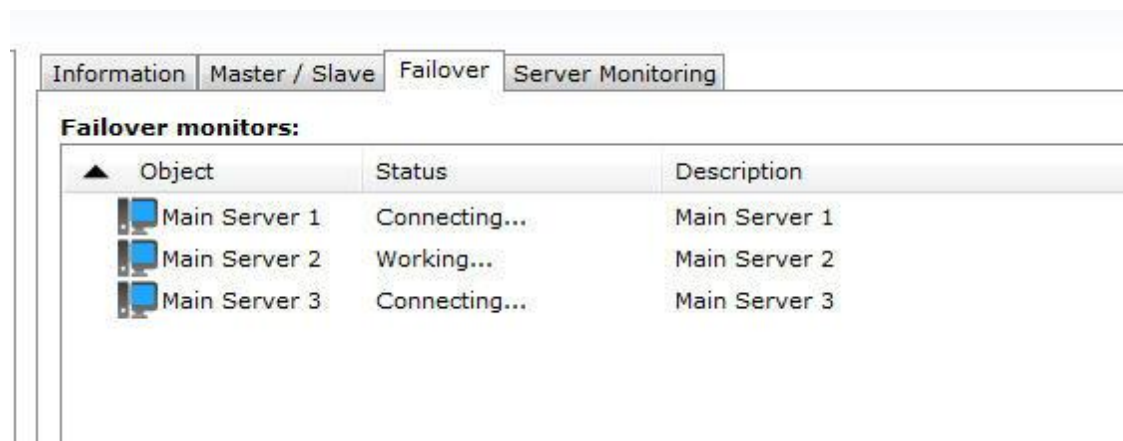 Information Master / Slave Failover Server Monitoring
Failover monitors:
Object Status Description
Main Server 1 Connecting... Main Server 1
Main Server 2 Working... Main Server 2
Main Server 3 Connecting... Main Server 3